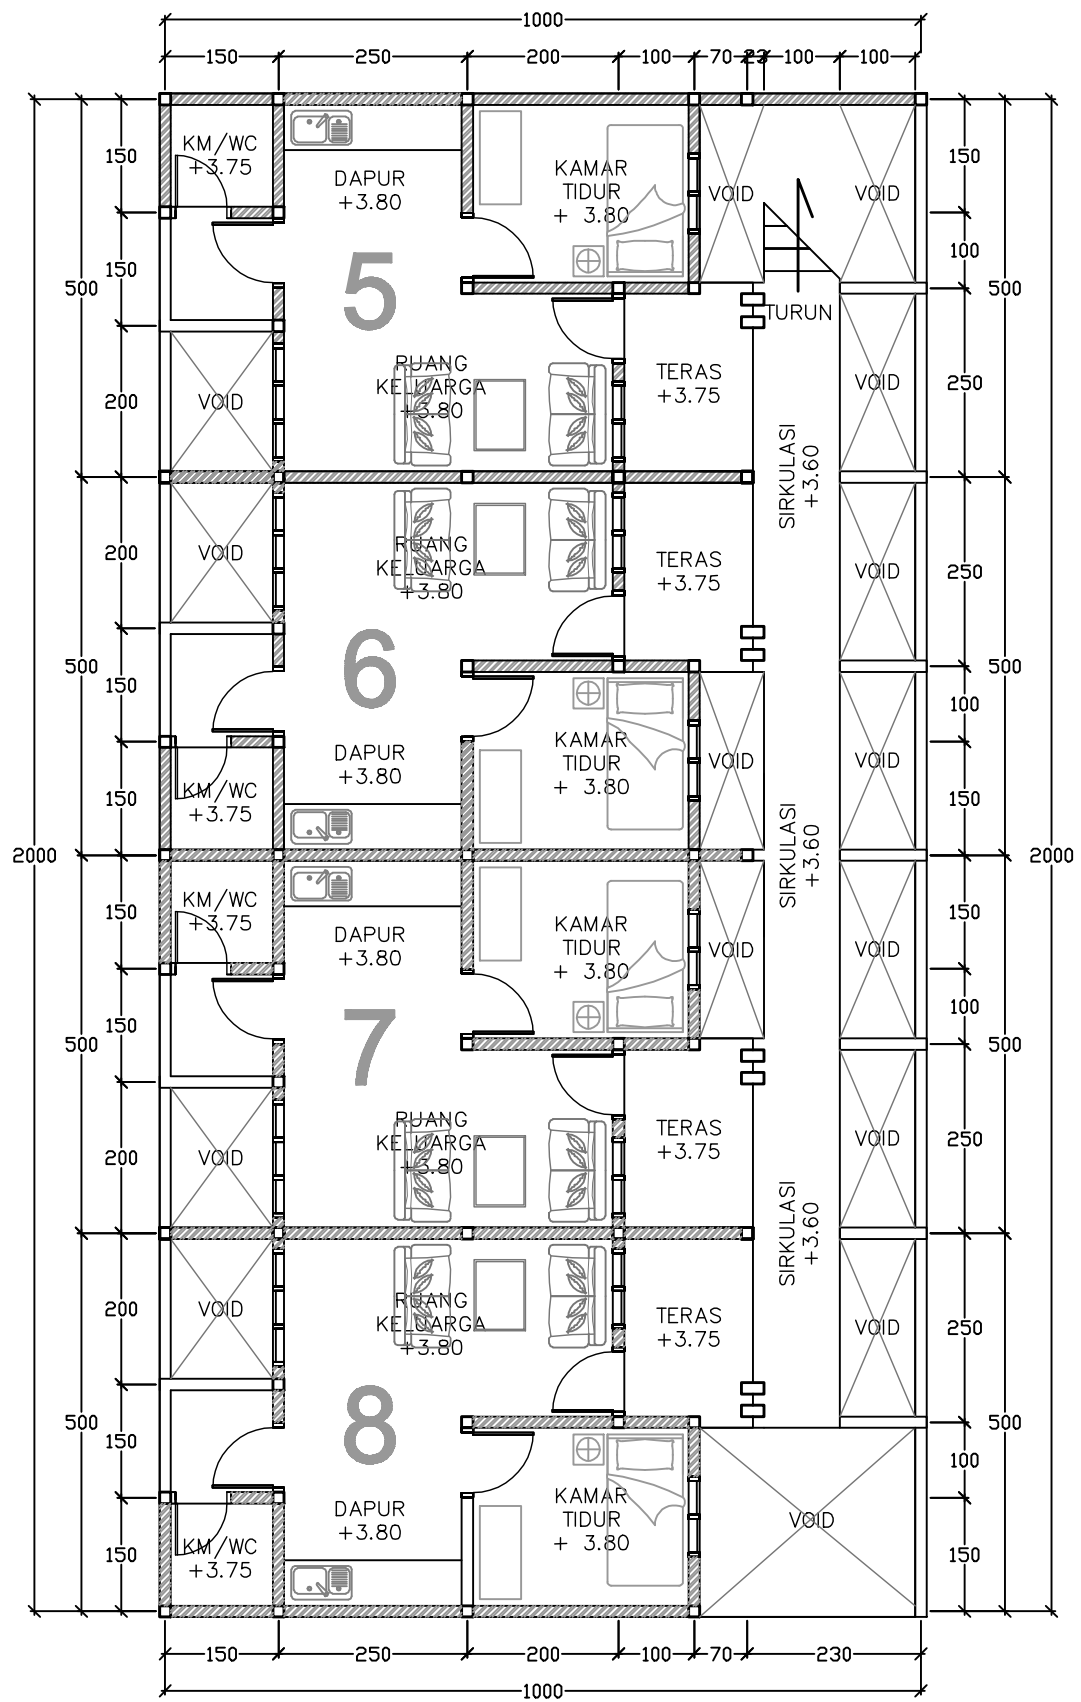 1000
150 250 200 100 70 23 100 100
KM/WC
+3.75
DAPUR
+3.80
KAMAR
TIDUR
+ 3.80
VOID
VOID
150
150
150
100
5
500
500
TURUN
RUANG
KELUARGA
+3.80
TERAS
+3.75
VOID
VOID
200
250
SIRKULASI
+3.60
VOID
RUANG
KELUARGA
+3.80
TERAS
+3.75
VOID
200
250
6
500
500
150
100
DAPUR
+3.80
KAMAR
TIDUR
+ 3.80
VOID
VOID
KM/WC
+3.75
150
150
SIRKULASI
+3.60
2000
2000
KM/WC
+3.75
DAPUR
+3.80
KAMAR
TIDUR
+ 3.80
VOID
VOID
150
150
150
100
7
500
500
RUANG
KELUARGA
+3.80
TERAS
+3.75
VOID
VOID
200
250
SIRKULASI
+3.60
VOID
RUANG
KELUARGA
+3.80
TERAS
+3.75
VOID
200
250
8
500
500
150
100
DAPUR
+3.80
KAMAR
TIDUR
+ 3.80
VOID
KM/WC
+3.75
150
150
150 250 200 100 70 230
1000